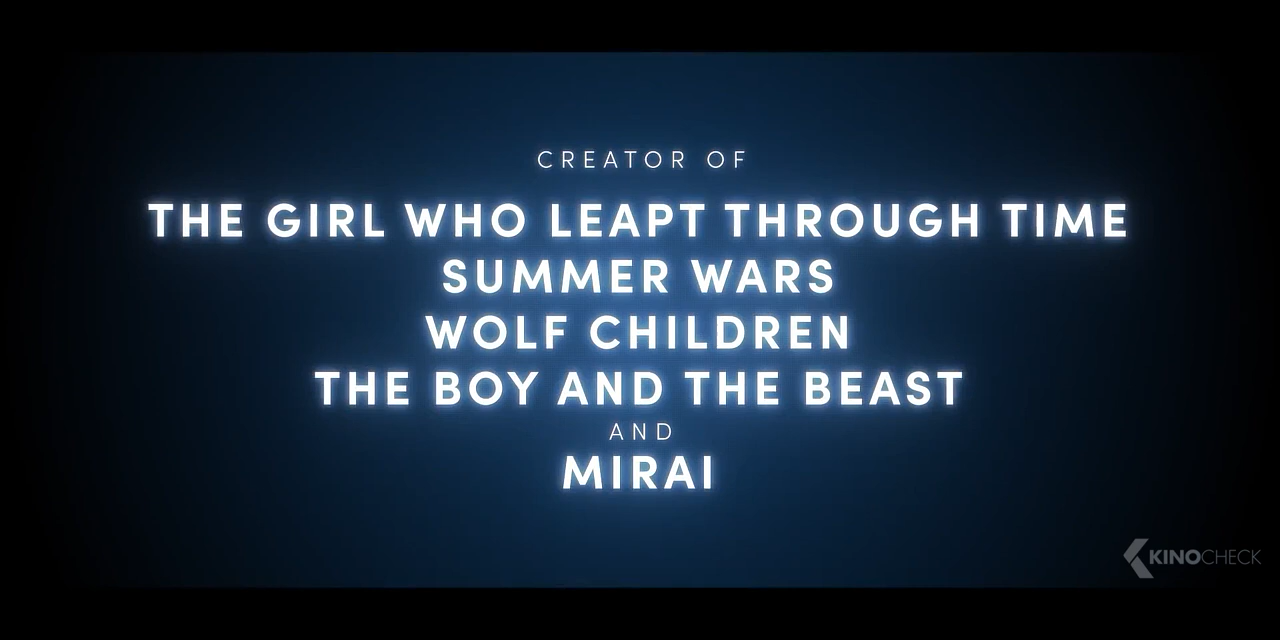 CREATOR OF
THE GIRL WHO LEAPT THROUGH TIME
SUMMER WARS
WOLF CHILDREN
THE BOY AND THE BEAST
AND
MIRAI
KINOCHECK